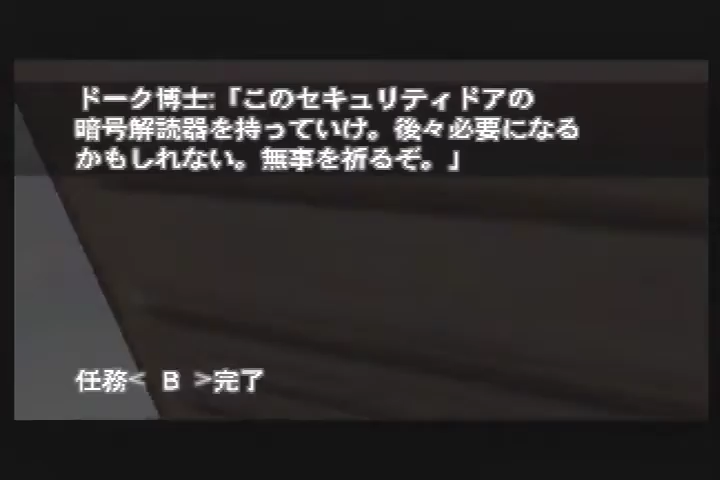 ドーク博士:「このセキュリティドアの
暗号解読器を持っていけ。後々必要になる
かもしれない。無事を祈るぞ。」
任務< B >完了